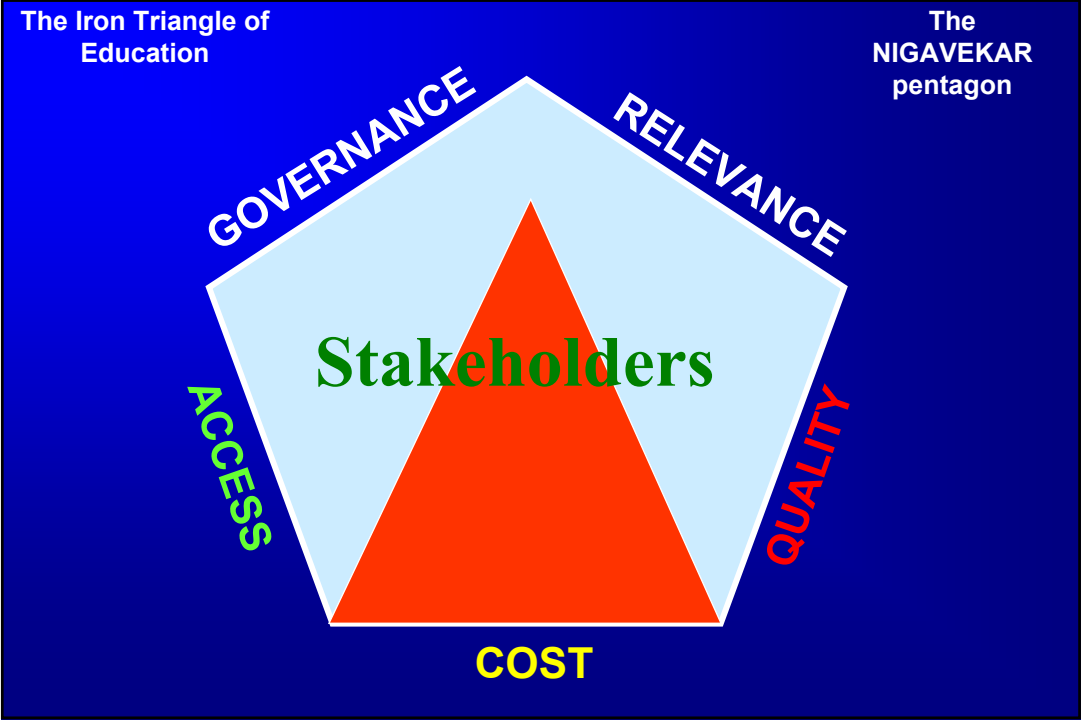 The Iron Triangle of
Education
The
NIGAVEKAR
pentagon
GOVERNANCE
RELEVANCE
Stakeholders
ACCESS
QUALITY
COST